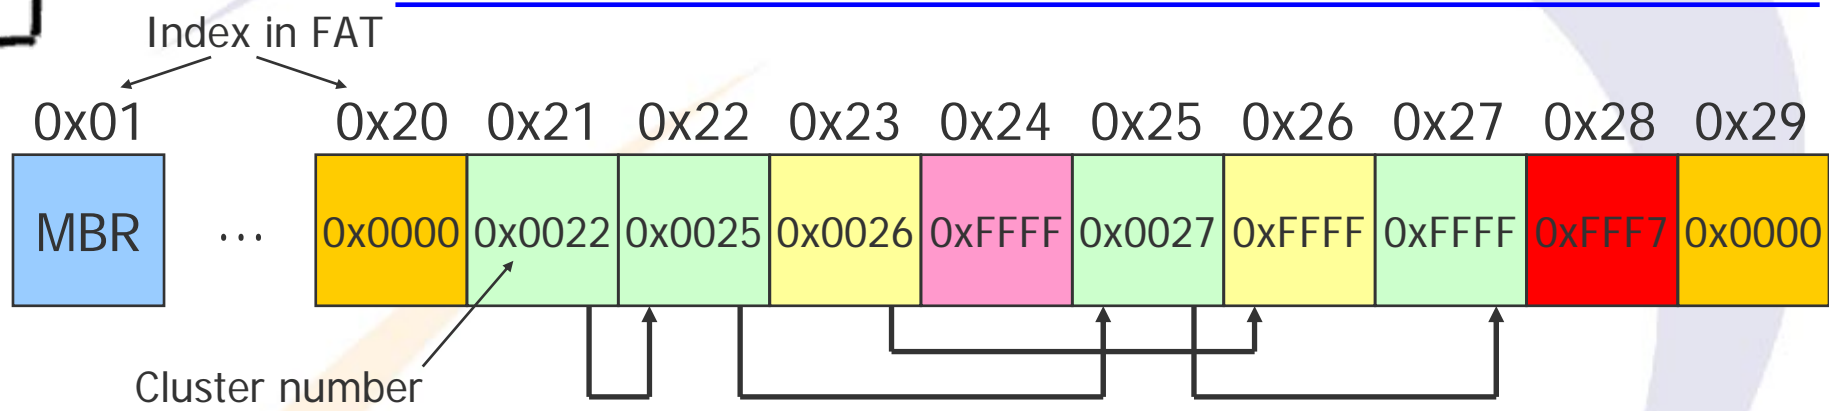 Index in FAT
0x01 0x20 0x21 0x22 0x23 0x24 0x25 0x26 0x27 0x28 0x29
MBR ... 0x0000 0x0022 0x0025 0x0026 0xFFFF 0x0027 0xFFFF 0xFFFF 0xFFF7 0x0000
Cluster number